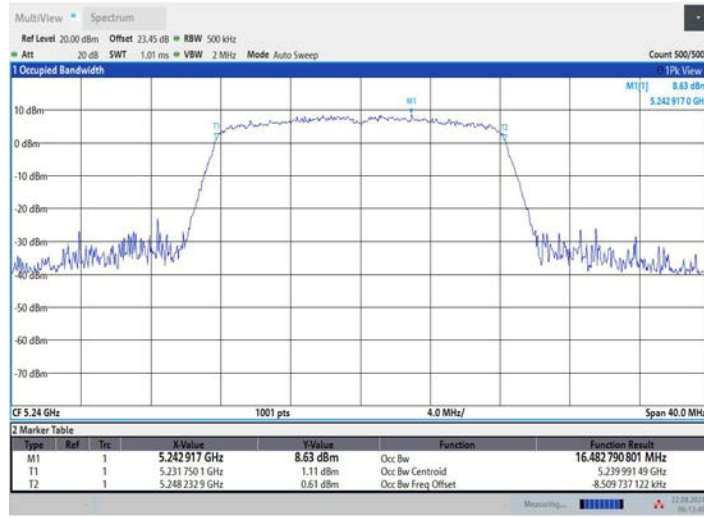 MultiView Spectrum
Ref Level 20.00 dBm Offset 23.45 dB RBW 500 kHz
Att 20 dB SWT 1.01 ms VBW 2 MHz Mode Auto Sweep Count 500/500
1 Occupied Bandwidth 1Pk View
M1[1] 8.63 dBm
5.242 917 0 GHz
M1
10 dBm
T1 T2
0 dBm
-10 dBm
-20 dBm
-30 dBm
-40 dBm
-50 dBm
-60 dBm
-70 dBm
CF 5.24 GHz 1001 pts 4.0 MHz/ Span 40.0 MHz
2 Marker Table
Type Ref Trc X-Value Y-Value Function Function Result
M1 1 5.242 917 GHz 8.63 dBm Occ Bw 16.482 790 801 MHz
T1 1 5.231 750 1 GHz 1.11 dBm Occ Bw Centroid 5.239 991 49 GHz
T2 1 5.248 232 9 GHz 0.61 dBm Occ Bw Freq Offset -8.509 737 122 kHz
Measuring...